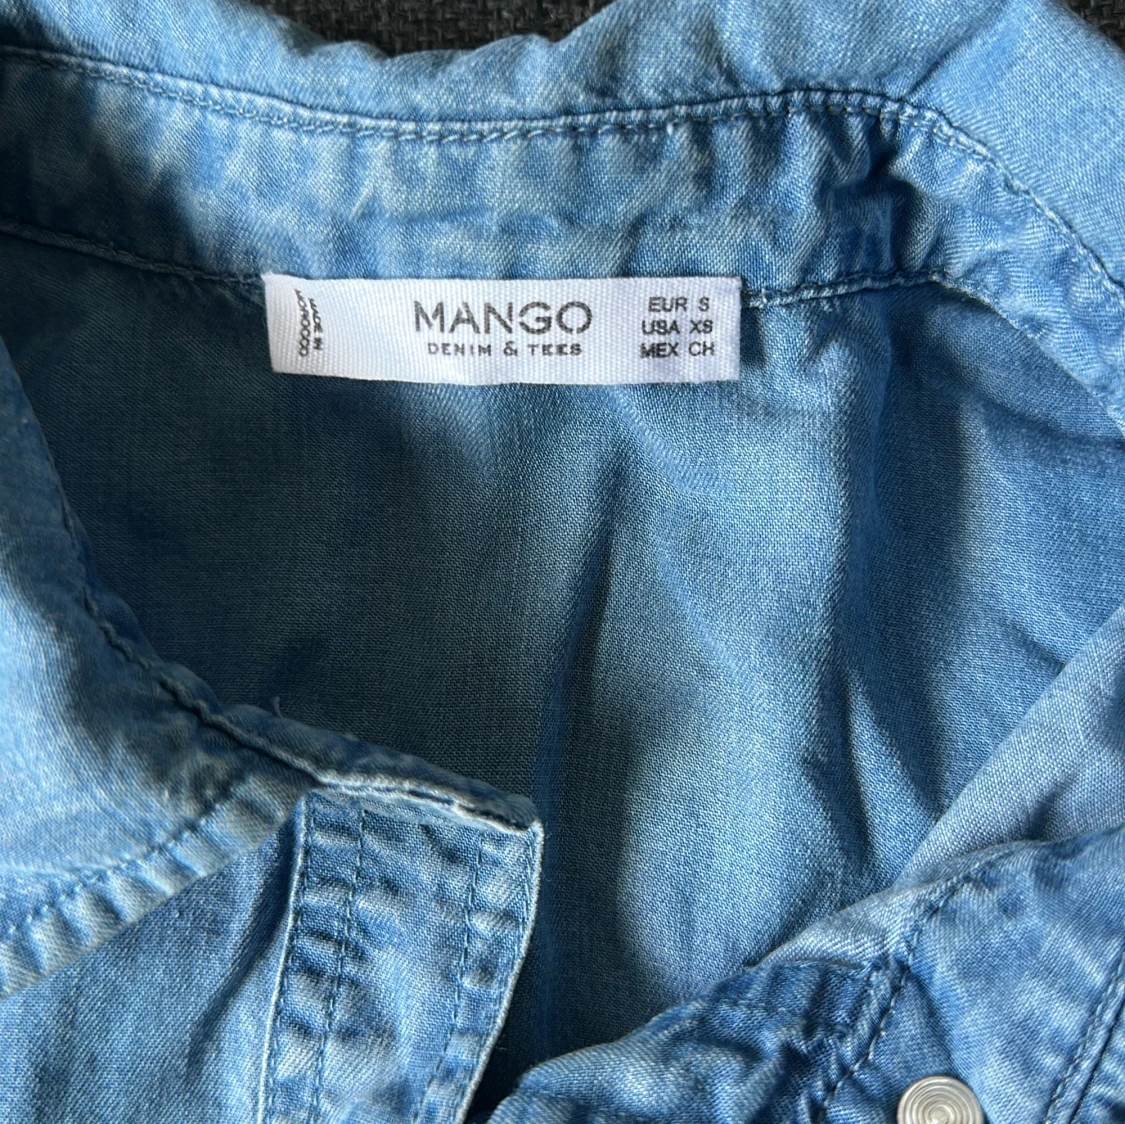 MADE IN
MOROCCO
MANGO
DENIM & TEES
EUR S
USA XS
MEX CH